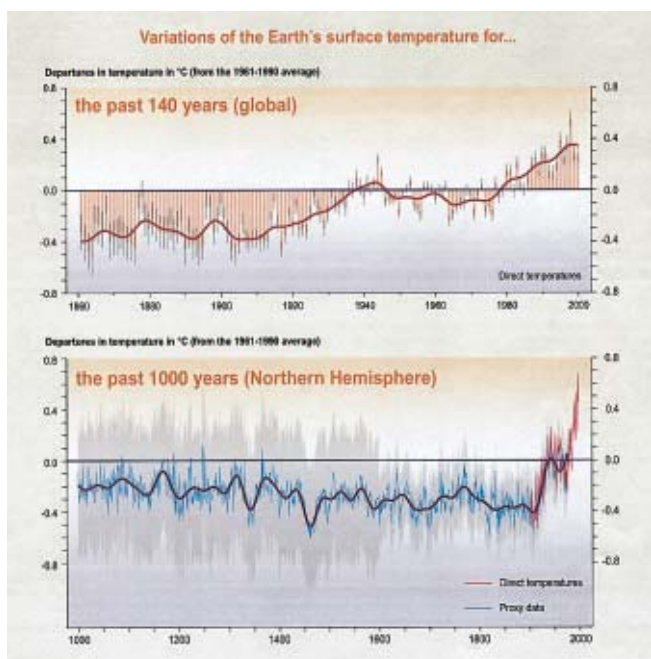 Variations of the Earth's surface temperature for...
Departures in temperature in °C (from the 1961-1990 average)
the past 140 years (global)
0.8
0.4
0.0
-0.4
-0.8
0.8
0.4
0.0
-0.4
-0.8
Direct temperatures
1860 1880 1900 1920 1940 1960 1980 2000
Departures in temperature in °C (from the 1961-1990 average)
the past 1000 years (Northern Hemisphere)
0.8
0.4
0.0
-0.4
-0.8
0.8
0.4
0.0
-0.4
-0.8
Direct temperatures
Proxy data
1000 1200 1400 1600 1800 2000